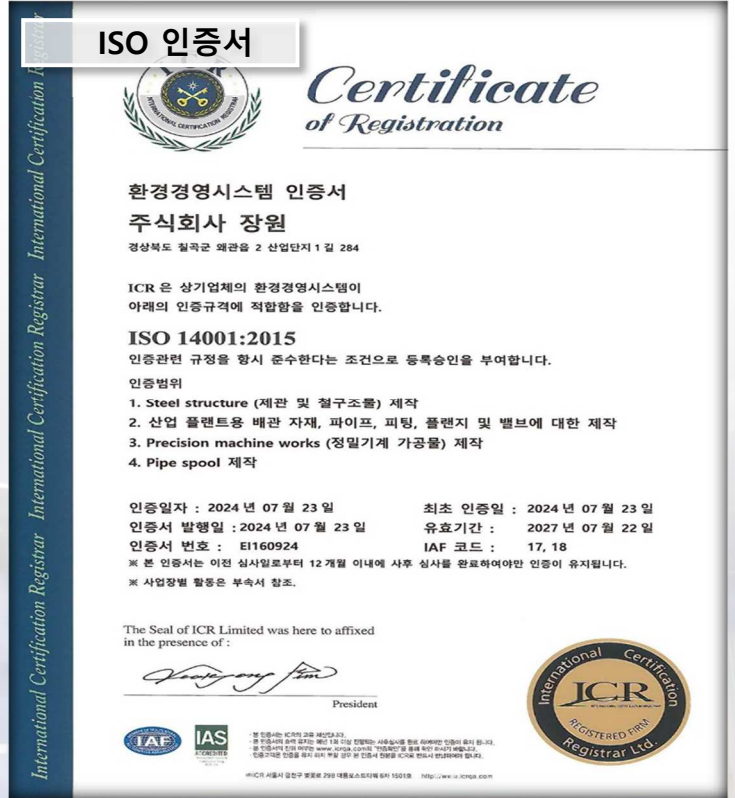 ISO 인증서
ICR
INTERNATIONAL CERTIFICATION REGISTRAR
Certificate
of Registration
환경경영시스템 인증서
주식회사 장원
경상북도 칠곡군 왜관읍 2 산업단지 1 길 284
ICR 은 상기업체의 환경경영시스템이
아래의 인증규격에 적합함을 인증합니다.
ISO 14001:2015
인증관련 규정을 항시 준수한다는 조건으로 등록승인을 부여합니다.
인증범위
1. Steel structure (제관 및 철구조물) 제작
2. 산업 플랜트용 배관 자재, 파이프, 피팅, 플랜지 및 밸브에 대한 제작
3. Precision machine works (정밀기계 가공물) 제작
4. Pipe spool 제작
인증일자 : 2024 년 07 월 23 일 최초 인증일 : 2024 년 07 월 23 일
인증서 발행일 : 2024 년 07 월 23 일 유효기간 : 2027 년 07 월 22 일
인증서 번호 : EI160924 IAF 코드 : 17, 18
※ 본 인증서는 이전 심사일로부터 12 개월 이내에 사후 심사를 완료하여야만 인증이 유지됩니다.
※ 사업장별 활동은 부속서 참조.
The Seal of ICR Limited was here to affixed
in the presence of :
President
IAF
IAS
ACCREDITED
International Certification
ICR
REGISTERED FIRM
Registrar Ltd.
International Certification Registrar International Certification Registrar International Certification Registrar